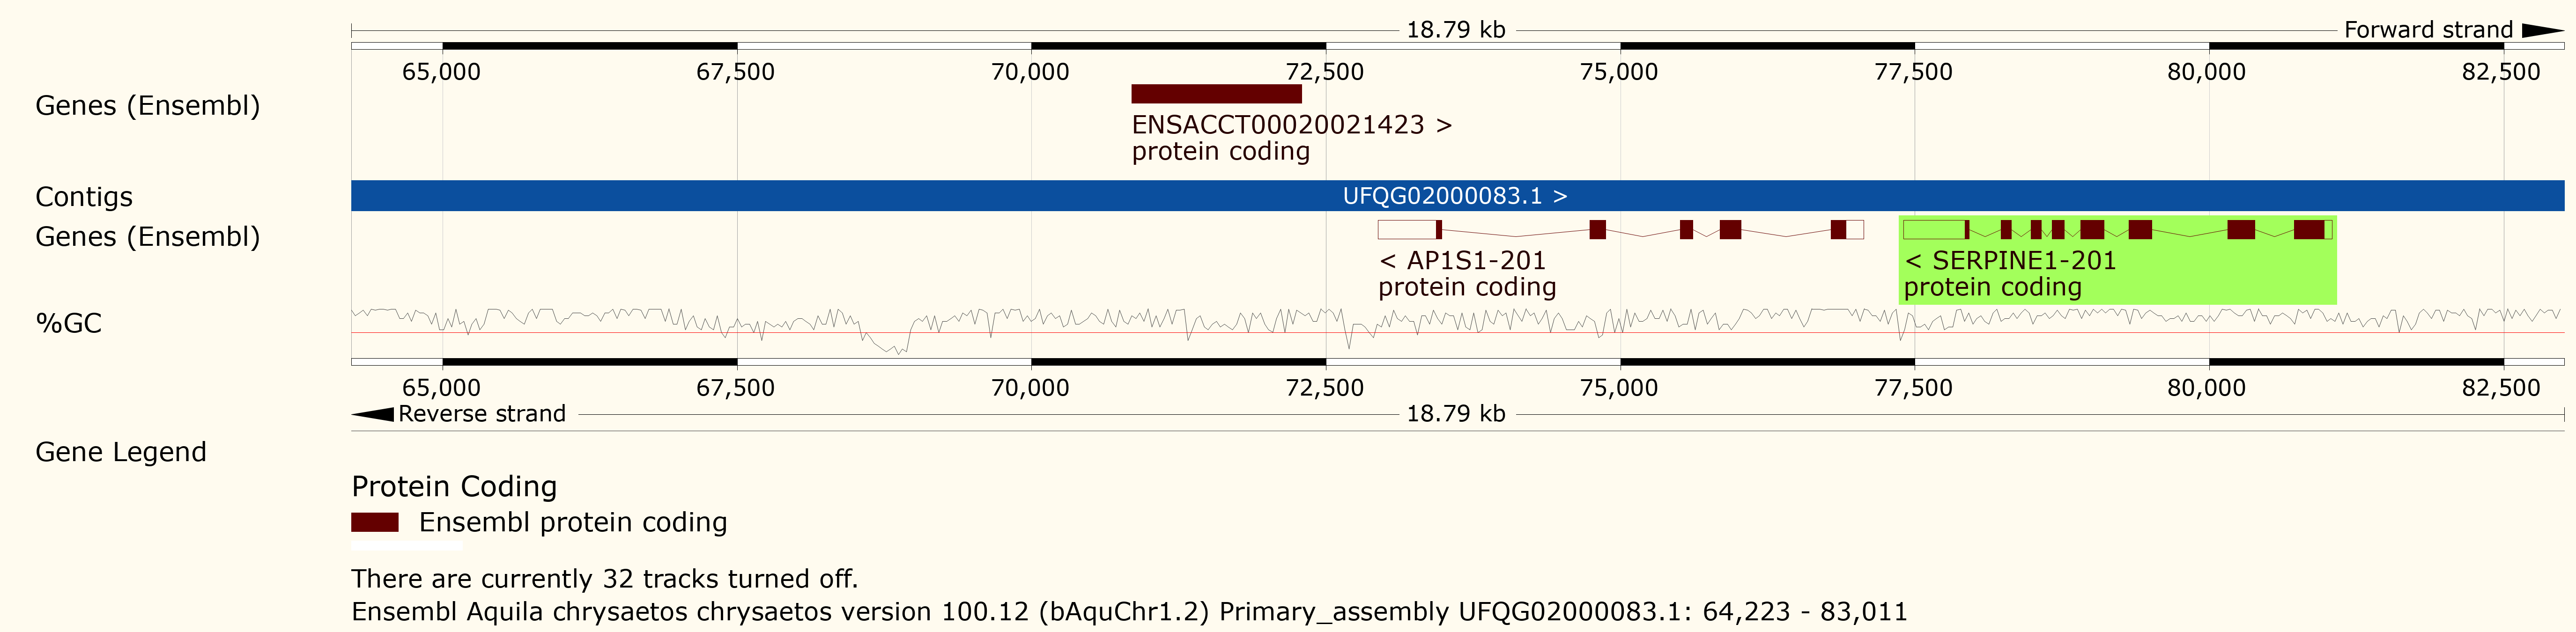 18.79 kb Forward strand
65,000 67,500 70,000 72,500 75,000 77,500 80,000 82,500
Genes (Ensembl)
ENSACCT00020021423 >
protein coding
Contigs UFQG02000083.1 >
Genes (Ensembl)
< AP1S1-201 < SERPINE1-201
protein coding protein coding
%GC
65,000 67,500 70,000 72,500 75,000 77,500 80,000 82,500
Reverse strand 18.79 kb
Gene Legend
Protein Coding
Ensembl protein coding
There are currently 32 tracks turned off.
Ensembl Aquila chrysaetos chrysaetos version 100.12 (bAquChr1.2) Primary_assembly UFQG02000083.1: 64,223 - 83,011